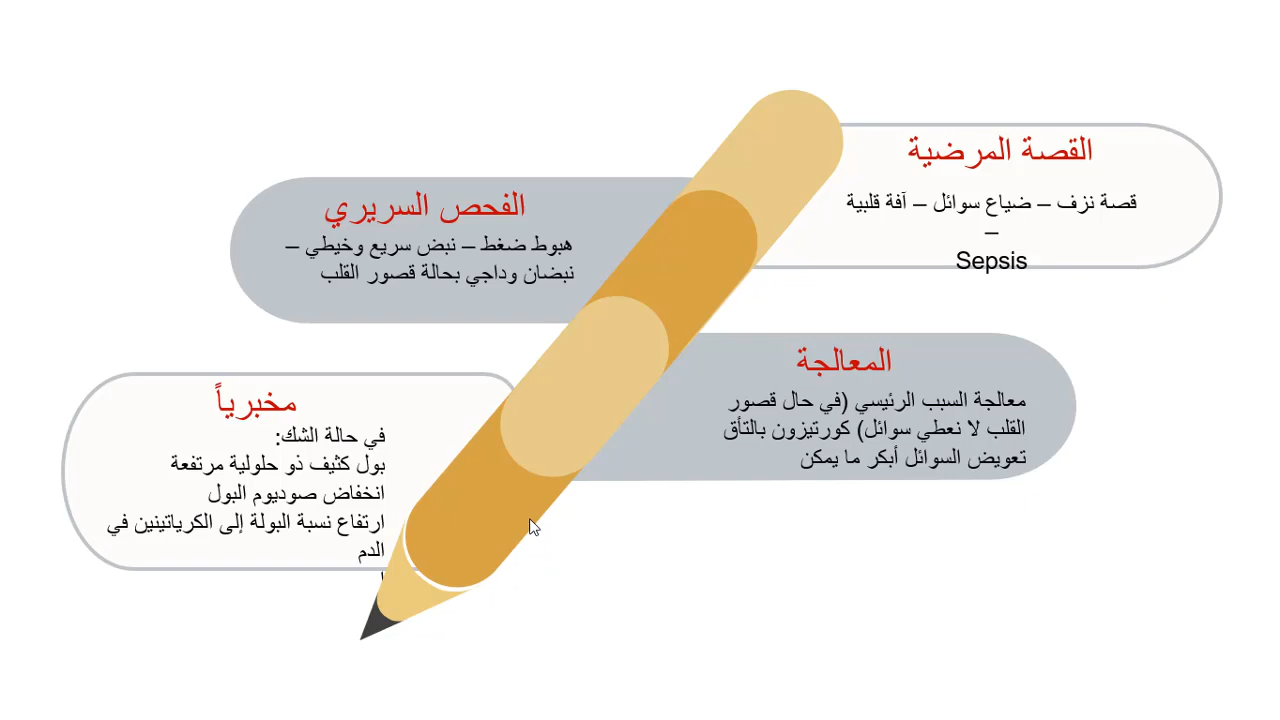 القصة المرضية
قصة نزف – ضياع سوائل – آفة قلبية
–
Sepsis
الفحص السريري
هبوط ضغط – نبض سريع وخيطي –
نبضان وداجي بحالة قصور القلب
المعالجة
معالجة السبب الرئيسي (في حال قصور
القلب لا نعطي سوائل) كورتيزون بالتأق
تعويض السوائل أبكر ما يمكن
مخبرياً
في حالة الشك:
بول كثيف ذو حلولية مرتفعة
انخفاض صوديوم البول
ارتفاع نسبة البولة إلى الكرياتينين في
الدم